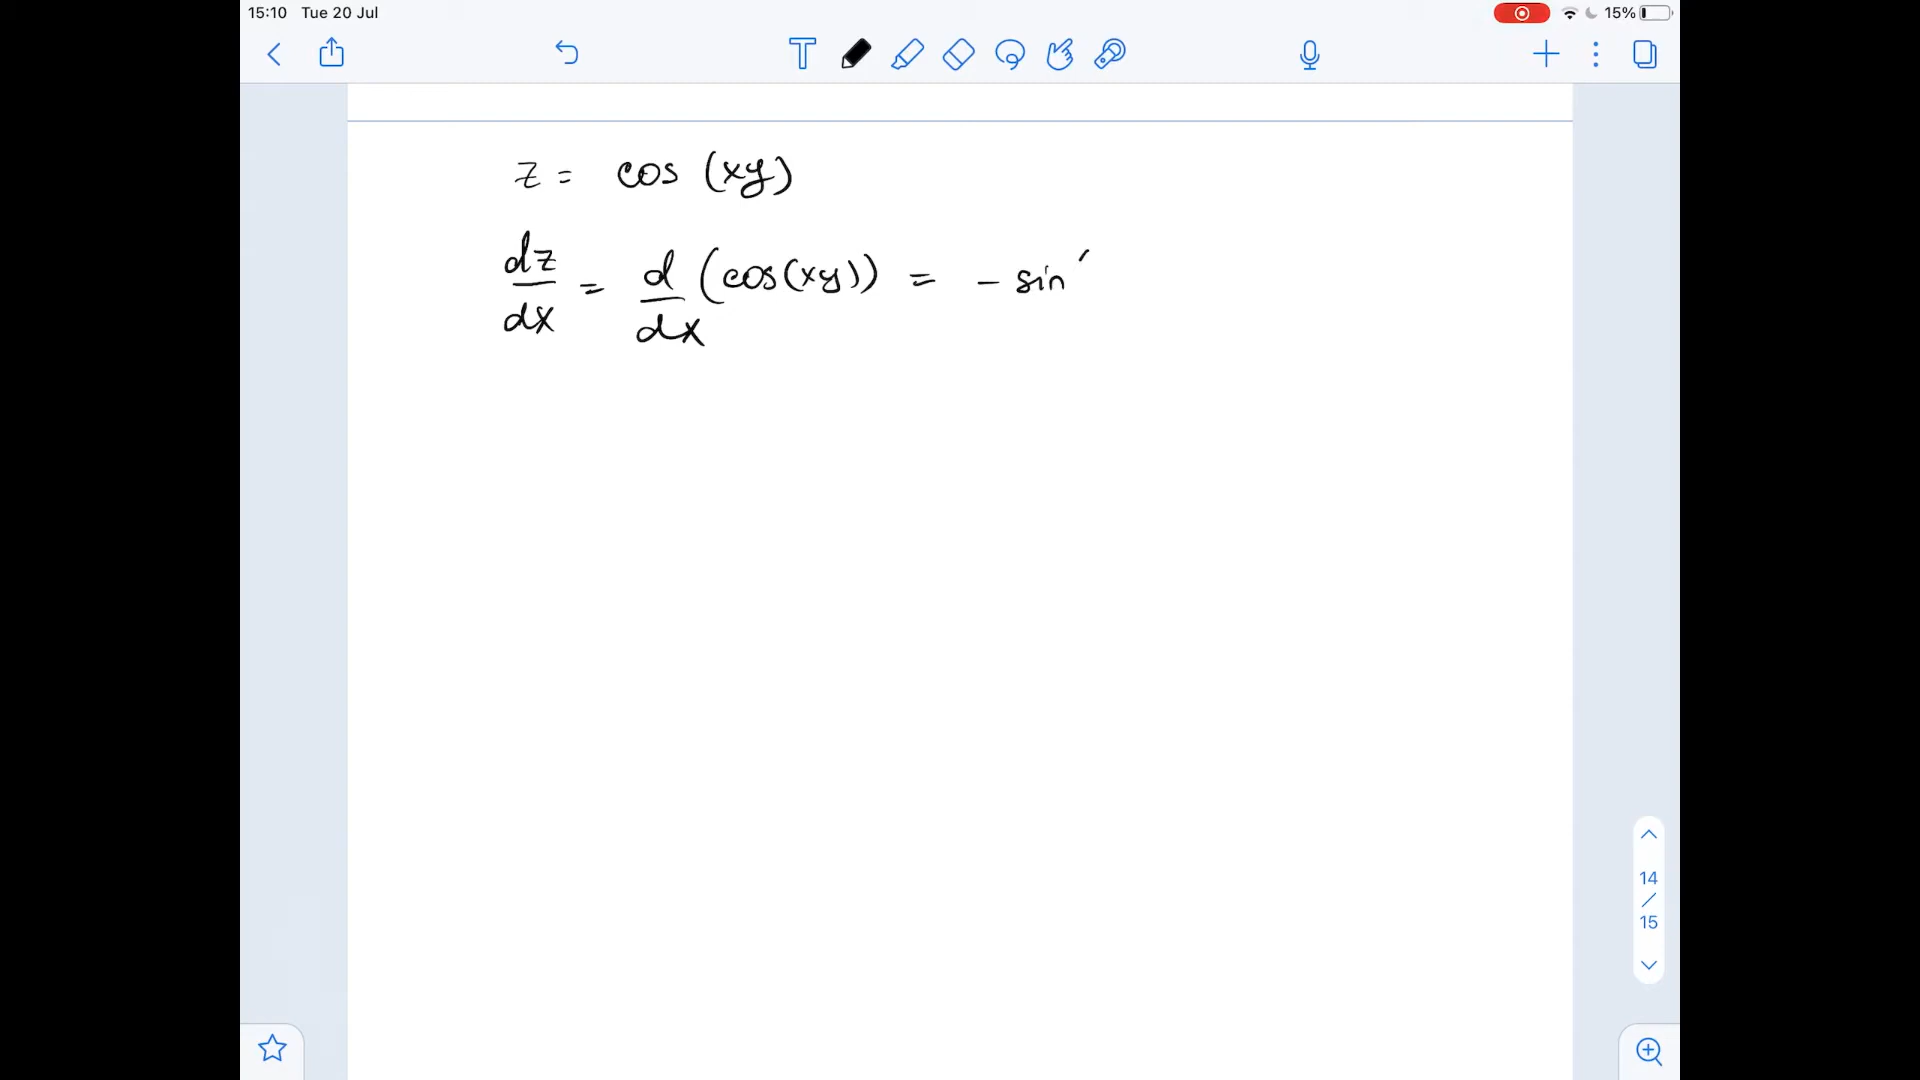 15:10 Tue 20 Jul 15%
z = cos (xy)
dz/dx = d/dx (cos(xy)) = - sin
14
/
15